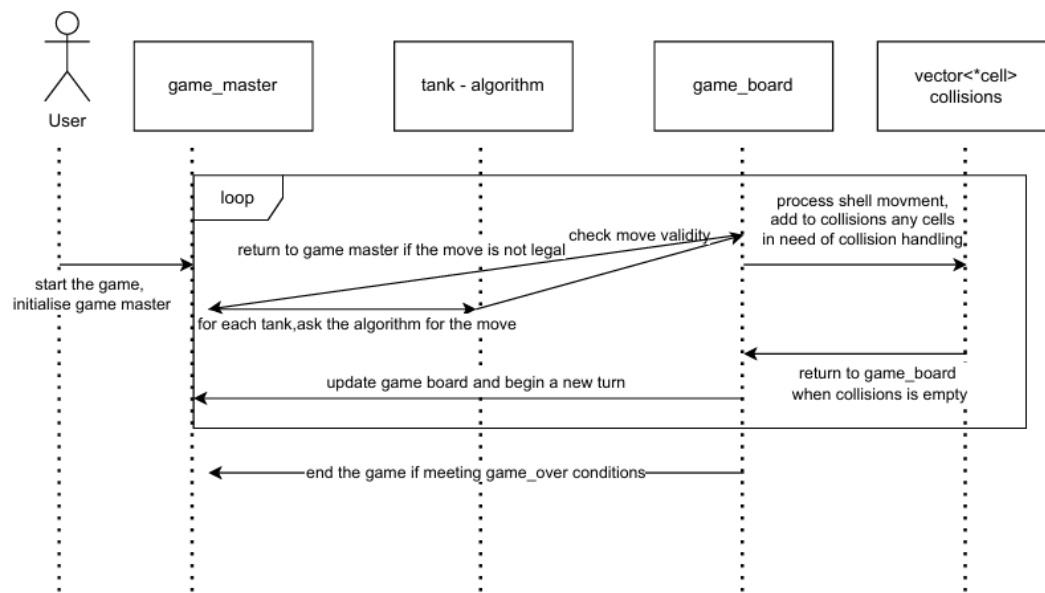 User
game_master
tank - algorithm
game_board
vector<*cell>
collisions
loop
process shell movment,
add to collisions any cells
in need of collision handling
check move validity
return to game master if the move is not legal
start the game,
initialise game master
for each tank,ask the algorithm for the move
return to game_board
when collisions is empty
update game board and begin a new turn
end the game if meeting game_over conditions